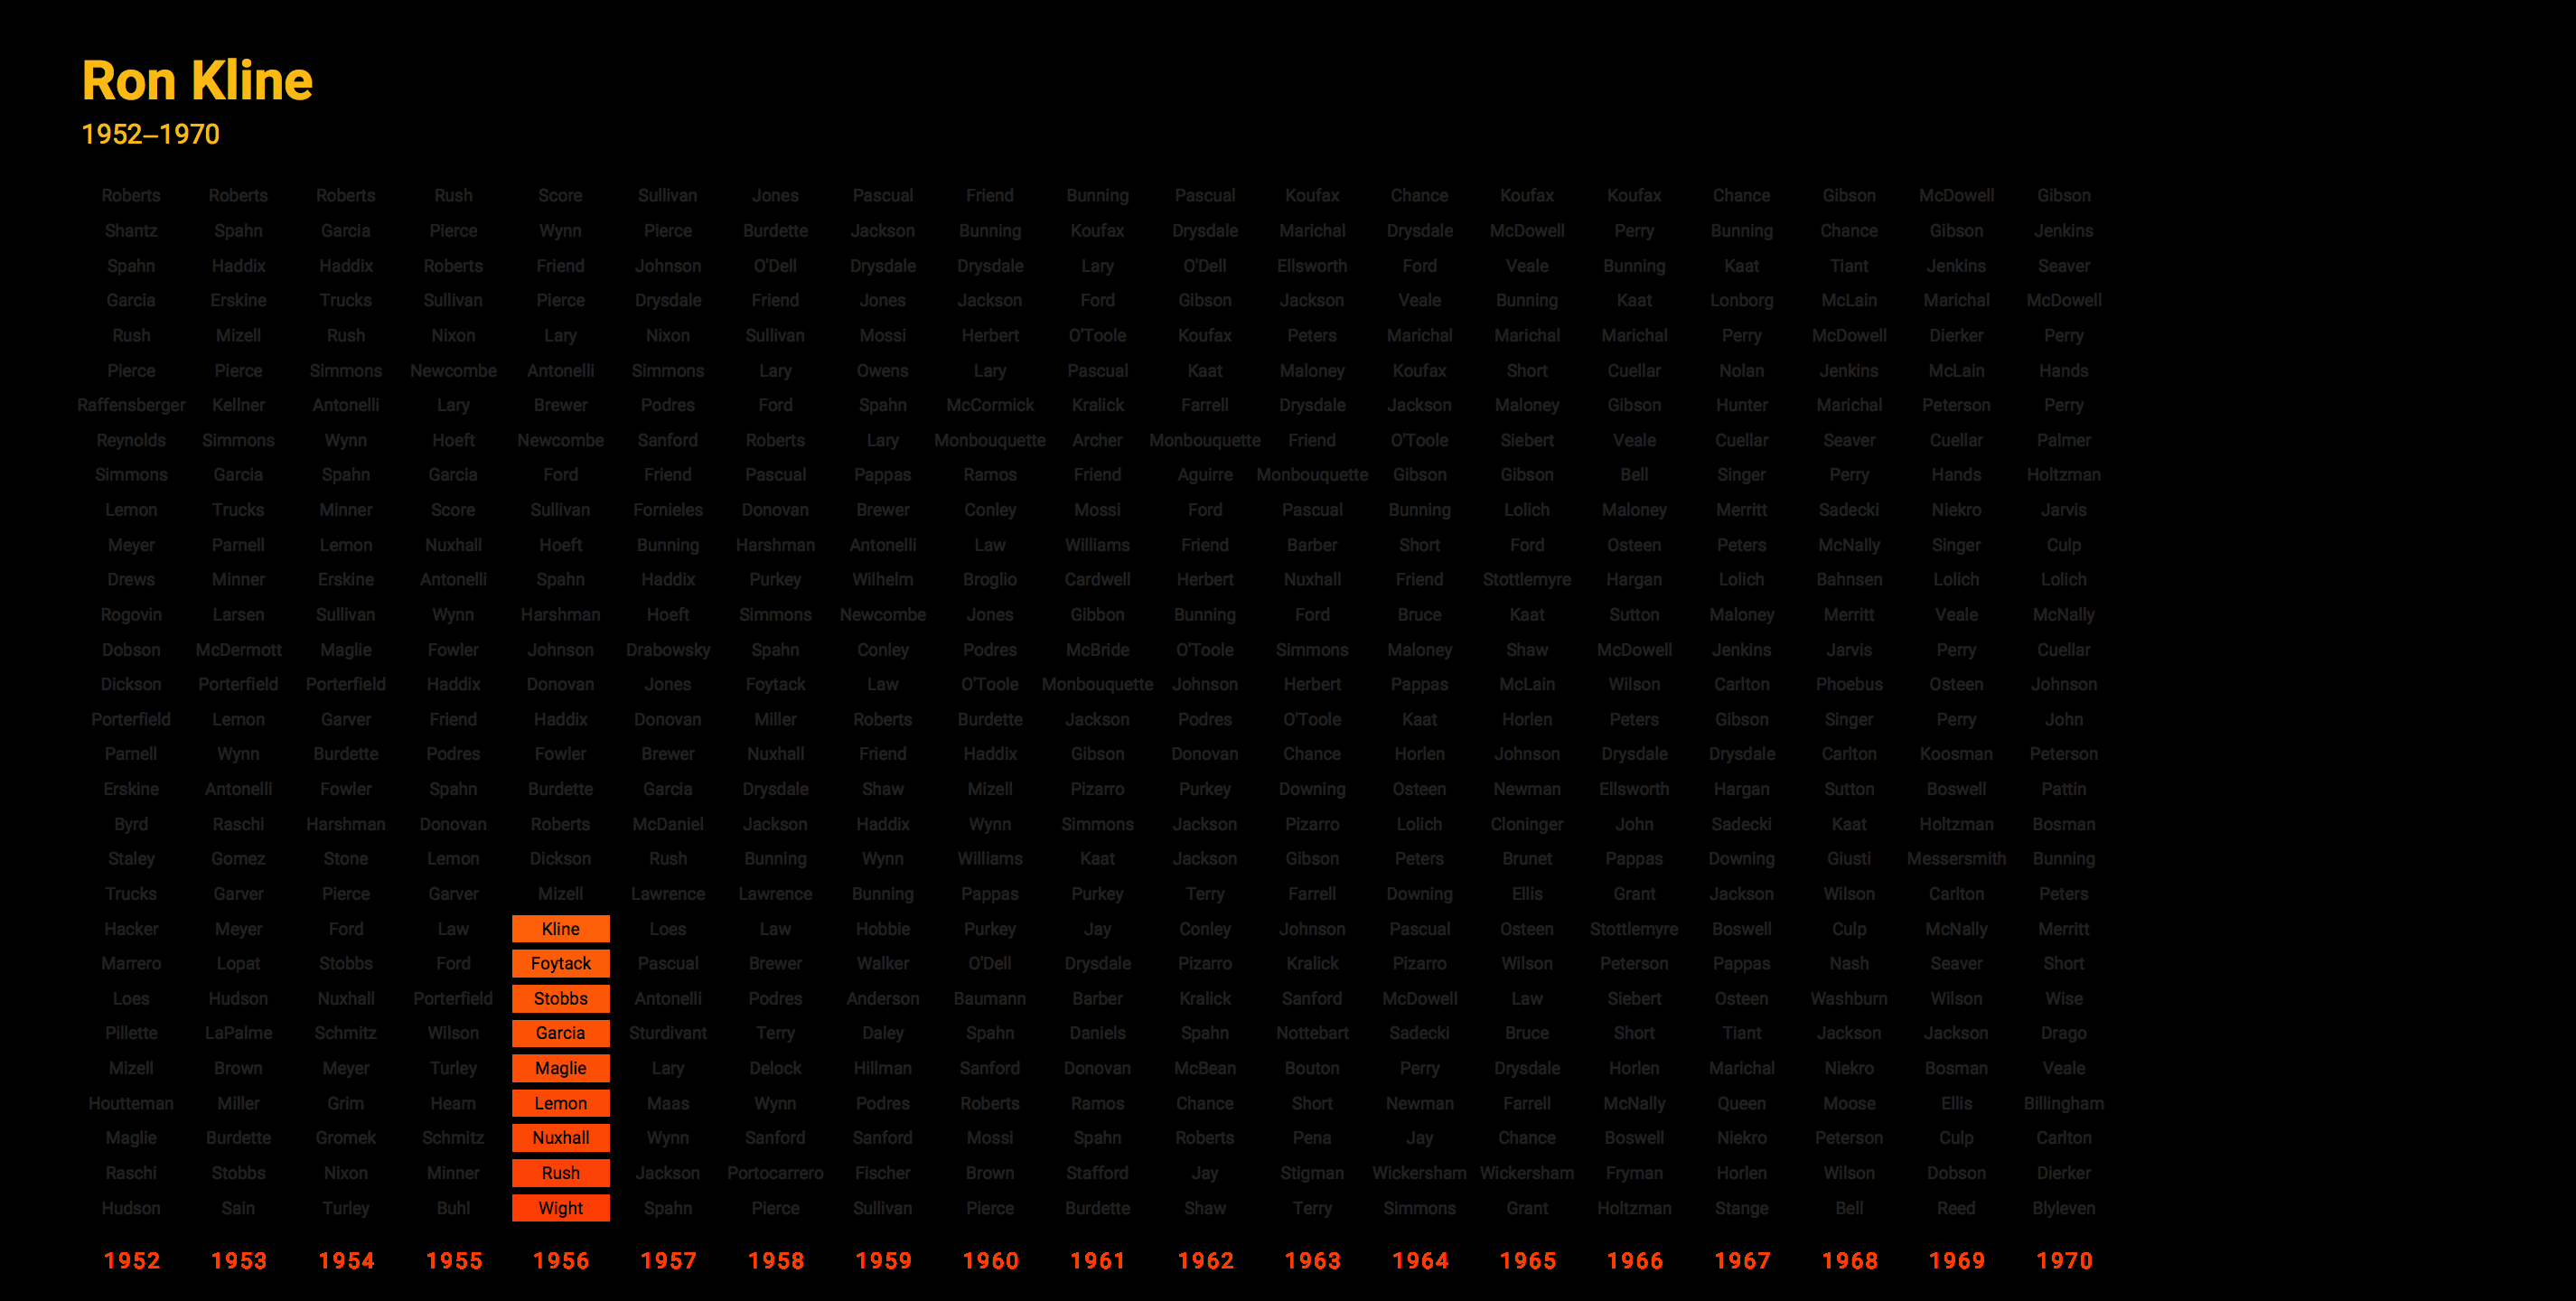 Ron Kline
1952–1970
Roberts Roberts Roberts Rush Score Sullivan Jones Pascual Friend Bunning Pascual Koufax Chance Koufax Koufax Chance Gibson McDowell Gibson
Shantz Spahn Garcia Pierce Wynn Pierce Burdette Jackson Bunning Koufax Drysdale Marichal Drysdale McDowell Perry Bunning Chance Gibson Jenkins
Spahn Haddix Haddix Roberts Friend Johnson O'Dell Drysdale Drysdale Lary O'Dell Ellsworth Ford Veale Bunning Kaat Tiant Jenkins Seaver
Garcia Erskine Trucks Sullivan Pierce Drysdale Friend Jones Jackson Ford Gibson Jackson Veale Bunning Kaat Lonborg McLain Marichal McDowell
Rush Mizell Rush Nixon Lary Nixon Sullivan Mossi Herbert O'Toole Koufax Peters Marichal Marichal Marichal Perry McDowell Dierker Perry
Pierce Pierce Simmons Newcombe Antonelli Simmons Lary Owens Lary Pascual Kaat Maloney Koufax Short Cuellar Nolan Jenkins McLain Hands
Raffensberger Kellner Antonelli Lary Brewer Podres Ford Spahn McCormick Kralick Farrell Drysdale Jackson Maloney Gibson Hunter Marichal Peterson Perry
Reynolds Simmons Wynn Hoeft Newcombe Sanford Roberts Lary Monbouquette Archer Monbouquette Friend O'Toole Siebert Veale Cuellar Seaver Cuellar Palmer
Simmons Garcia Spahn Garcia Ford Friend Pascual Pappas Ramos Friend Aguirre Monbouquette Gibson Gibson Bell Singer Perry Hands Holtzman
Lemon Trucks Minner Score Sullivan Fornieles Donovan Brewer Conley Mossi Ford Pascual Bunning Lolich Maloney Merritt Sadecki Niekro Jarvis
Meyer Parnell Lemon Nuxhall Hoeft Bunning Harshman Antonelli Law Williams Friend Barber Short Ford Osteen Peters McNally Singer Culp
Drews Minner Erskine Antonelli Spahn Haddix Purkey Wilhelm Broglio Cardwell Herbert Nuxhall Friend Stottlemyre Hargan Lolich Bahnsen Lolich Lolich
Rogovin Larsen Sullivan Wynn Harshman Hoeft Simmons Newcombe Jones Gibbon Bunning Ford Bruce Kaat Sutton Maloney Merritt Veale McNally
Dobson McDermott Maglie Fowler Johnson Drabowsky Spahn Conley Podres McBride O'Toole Simmons Maloney Shaw McDowell Jenkins Jarvis Perry Cuellar
Dickson Porterfield Porterfield Haddix Donovan Jones Foytack Law O'Toole Monbouquette Johnson Herbert Pappas McLain Wilson Carlton Phoebus Osteen Johnson
Porterfield Lemon Garver Friend Haddix Donovan Miller Roberts Burdette Jackson Podres O'Toole Kaat Horlen Peters Gibson Singer Perry John
Parnell Wynn Burdette Podres Fowler Brewer Nuxhall Friend Haddix Gibson Donovan Chance Horlen Johnson Drysdale Drysdale Carlton Koosman Peterson
Erskine Antonelli Fowler Spahn Burdette Garcia Drysdale Shaw Mizell Pizarro Purkey Downing Osteen Newman Ellsworth Hargan Sutton Boswell Pattin
Byrd Raschi Harshman Donovan Roberts McDaniel Jackson Haddix Wynn Simmons Jackson Pizarro Lolich Cloninger John Sadecki Kaat Holtzman Bosman
Staley Gomez Stone Lemon Dickson Rush Bunning Wynn Williams Kaat Jackson Gibson Peters Brunet Pappas Downing Giusti Messersmith Bunning
Trucks Garver Pierce Garver Mizell Lawrence Lawrence Bunning Pappas Purkey Terry Farrell Downing Ellis Grant Jackson Wilson Carlton Peters
Hacker Meyer Ford Law Kline Loes Law Hobbie Purkey Jay Conley Johnson Pascual Osteen Stottlemyre Boswell Culp McNally Merritt
Marrero Lopat Stobbs Ford Foytack Pascual Brewer Walker O'Dell Drysdale Pizarro Kralick Pizarro Wilson Peterson Pappas Nash Seaver Short
Loes Hudson Nuxhall Porterfield Stobbs Antonelli Podres Anderson Baumann Barber Kralick Sanford McDowell Law Siebert Osteen Washburn Wilson Wise
Pillette LaPalme Schmitz Wilson Garcia Sturdivant Terry Daley Spahn Daniels Spahn Nottebart Sadecki Bruce Short Tiant Jackson Jackson Drago
Mizell Brown Meyer Turley Maglie Lary Delock Hillman Sanford Donovan McBean Bouton Perry Drysdale Horlen Marichal Niekro Bosman Veale
Houtteman Miller Grim Hearn Lemon Maas Wynn Podres Roberts Ramos Chance Short Newman Farrell McNally Queen Moose Ellis Billingham
Maglie Burdette Gromek Schmitz Nuxhall Wynn Sanford Sanford Mossi Spahn Roberts Pena Jay Chance Boswell Niekro Peterson Culp Carlton
Raschi Stobbs Nixon Minner Rush Jackson Portocarrero Fischer Brown Stafford Jay Stigman Wickersham Wickersham Fryman Horlen Wilson Dobson Dierker
Hudson Sain Turley Buhl Wight Spahn Pierce Sullivan Pierce Burdette Shaw Terry Simmons Grant Holtzman Stange Bell Reed Blyleven
1952 1953 1954 1955 1956 1957 1958 1959 1960 1961 1962 1963 1964 1965 1966 1967 1968 1969 1970